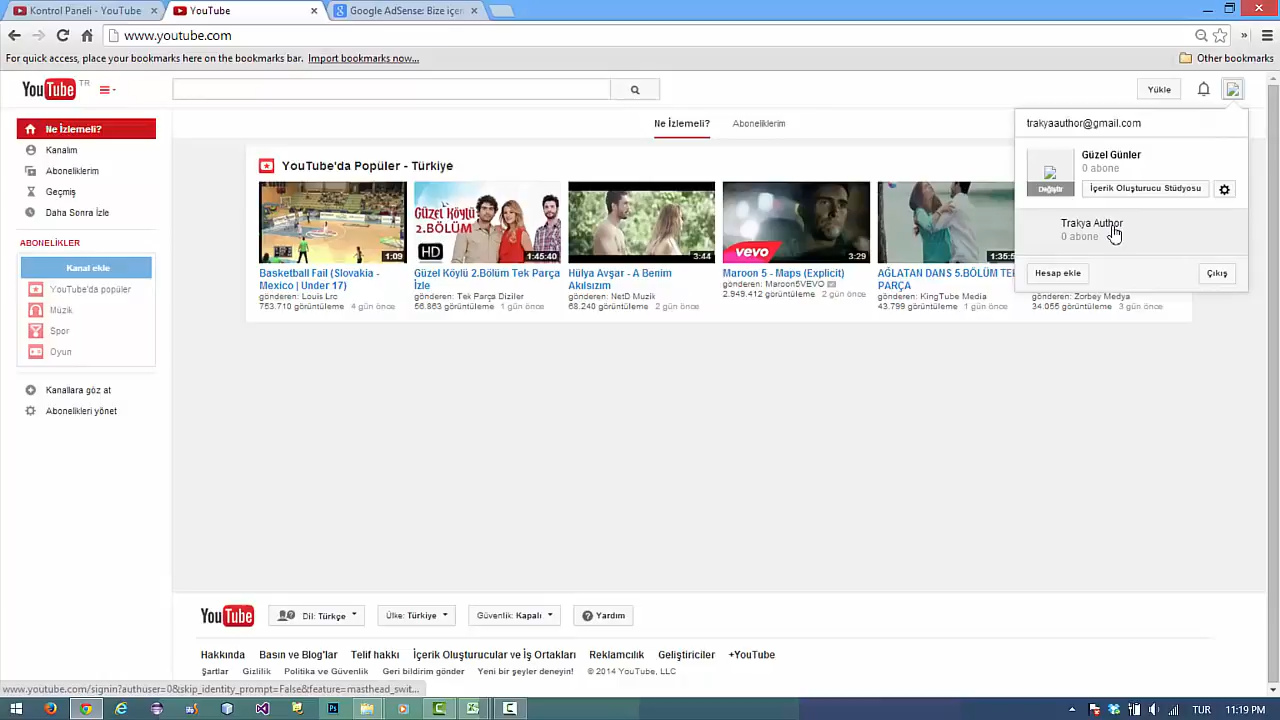 Kontrol Paneli - YouTube
YouTube
Google AdSense: Bize içer
www.youtube.com
For quick access, place your bookmarks here on the bookmarks bar. Import bookmarks now...
Other bookmarks
YouTube TR
Yükle
Ne İzlemeli?
Kanalım
Aboneliklerim
Geçmiş
Daha Sonra İzle
ABONELİKLER
Kanal ekle
YouTube'da popüler
Müzik
Spor
Oyun
Kanallara göz at
Abonelikleri yönet
Ne İzlemeli?
Aboneliklerim
YouTube'da Popüler - Türkiye
1:09
Basketball Fail (Slovakia -
Mexico | Under 17)
gönderen: Louis Lrc
753.710 görüntüleme 4 gün önce
GÜZEL KÖYLÜ
2.BÖLÜM
HD
1:45:40
Güzel Köylü 2.Bölüm Tek Parça
İzle
gönderen: Tek Parça Diziler
56.863 görüntüleme 1 gün önce
3:44
Hülya Avşar - A Benim
Akılsızım
gönderen: NetD Muzik
68.240 görüntüleme 2 gün önce
vevo
3:29
Maroon 5 - Maps (Explicit)
gönderen: Maroon5VEVO
2.949.412 görüntüleme 2 gün önce
1:35:5
AĞLATAN DANS 5.BÖLÜM TEK
PARÇA
gönderen: KingTube Media
43.799 görüntüleme 1 gün önce
gönderen: Zorbey Medya
34.055 görüntüleme 3 gün önce
trakyaauthor@gmail.com
Güzel Günler
0 abone
Değiştir
İçerik Oluşturucu Stüdyosu
Trakya Author
0 abone
Hesap ekle
Çıkış
YouTube
Dil: Türkçe
Ülke: Türkiye
Güvenlik: Kapalı
Yardım
Hakkında Basın ve Blog'lar Telif hakkı İçerik Oluşturucular ve İş Ortakları Reklamcılık Geliştiriciler +YouTube
Şartlar Gizlilik Politika ve Güvenlik Geri bildirim gönder Yeni bir şeyler deneyin! © 2014 YouTube, LLC
www.youtube.com/signin?authuser=0&skip_identity_prompt=False&feature=masthead_swit...
TUR
11:19 PM